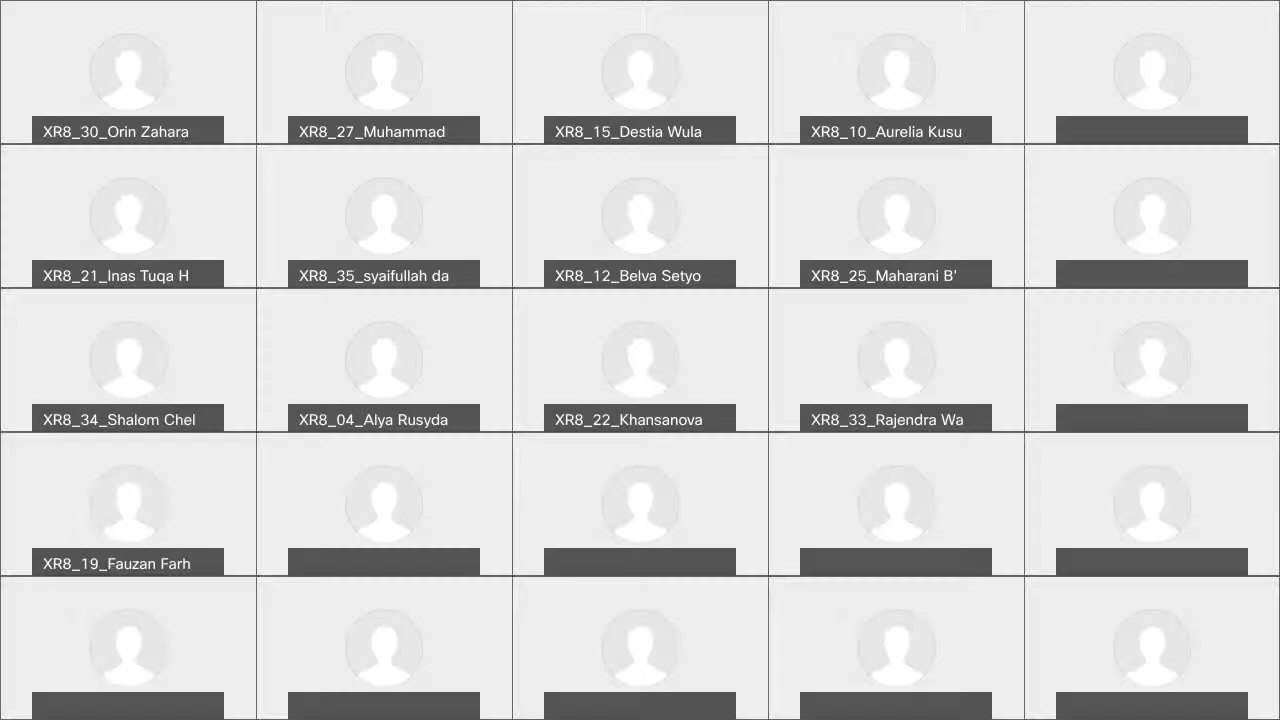 XR8_30_Orin Zahara
XR8_27_Muhammad
XR8_15_Destia Wula
XR8_10_Aurelia Kusu
XR8_21_Inas Tuqa H
XR8_35_syaifullah da
XR8_12_Belva Setyo
XR8_25_Maharani B'
XR8_34_Shalom Chel
XR8_04_Alya Rusyda
XR8_22_Khansanova
XR8_33_Rajendra Wa
XR8_19_Fauzan Farh